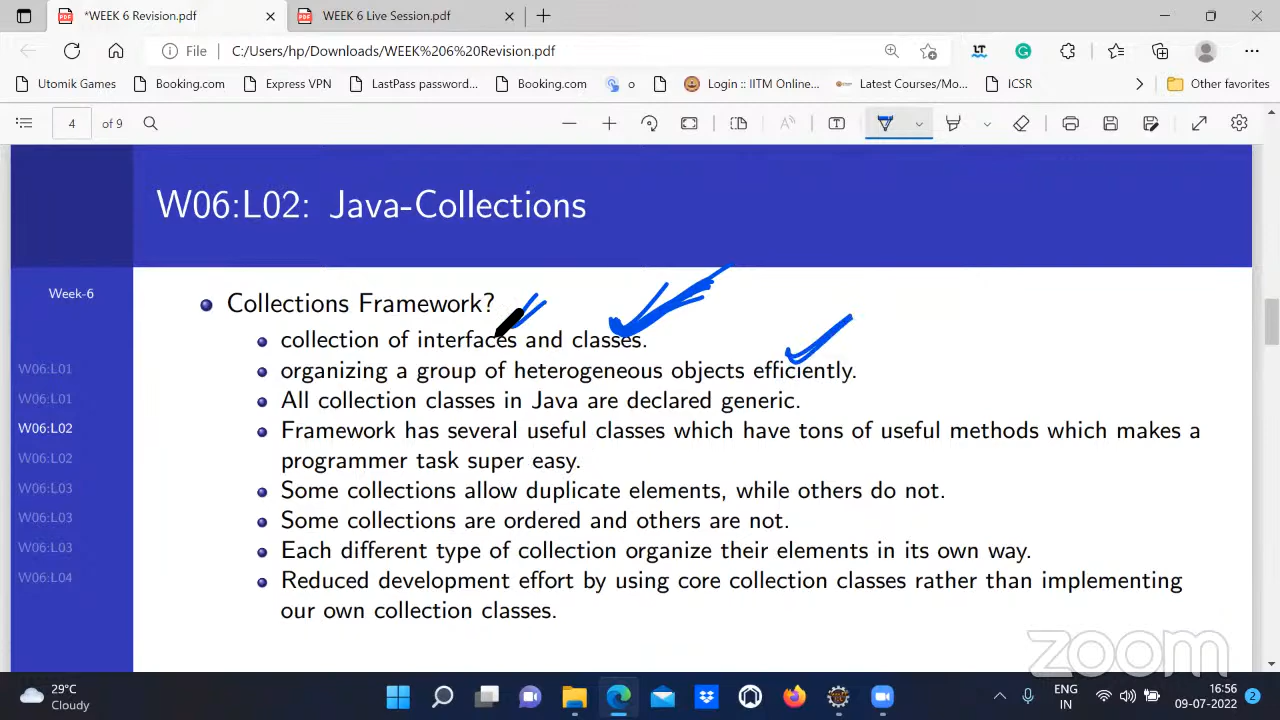 *WEEK 6 Revision.pdf
WEEK 6 Live Session.pdf
File
C:/Users/hp/Downloads/WEEK%206%20Revision.pdf
Utomik Games
Booking.com
Express VPN
LastPass password...
Booking.com
o
Login :: IITM Online...
Latest Courses/Mo...
ICSR
Other favorites
4 of 9
W06:L02: Java-Collections
Week-6
W06:L01
W06:L01
W06:L02
W06:L02
W06:L03
W06:L03
W06:L03
W06:L04
Collections Framework?
collection of interfaces and classes.
organizing a group of heterogeneous objects efficiently.
All collection classes in Java are declared generic.
Framework has several useful classes which have tons of useful methods which makes a
programmer task super easy.
Some collections allow duplicate elements, while others do not.
Some collections are ordered and others are not.
Each different type of collection organize their elements in its own way.
Reduced development effort by using core collection classes rather than implementing
our own collection classes.
zoom
29°C
Cloudy
ENG
IN
16:56
09-07-2022
2